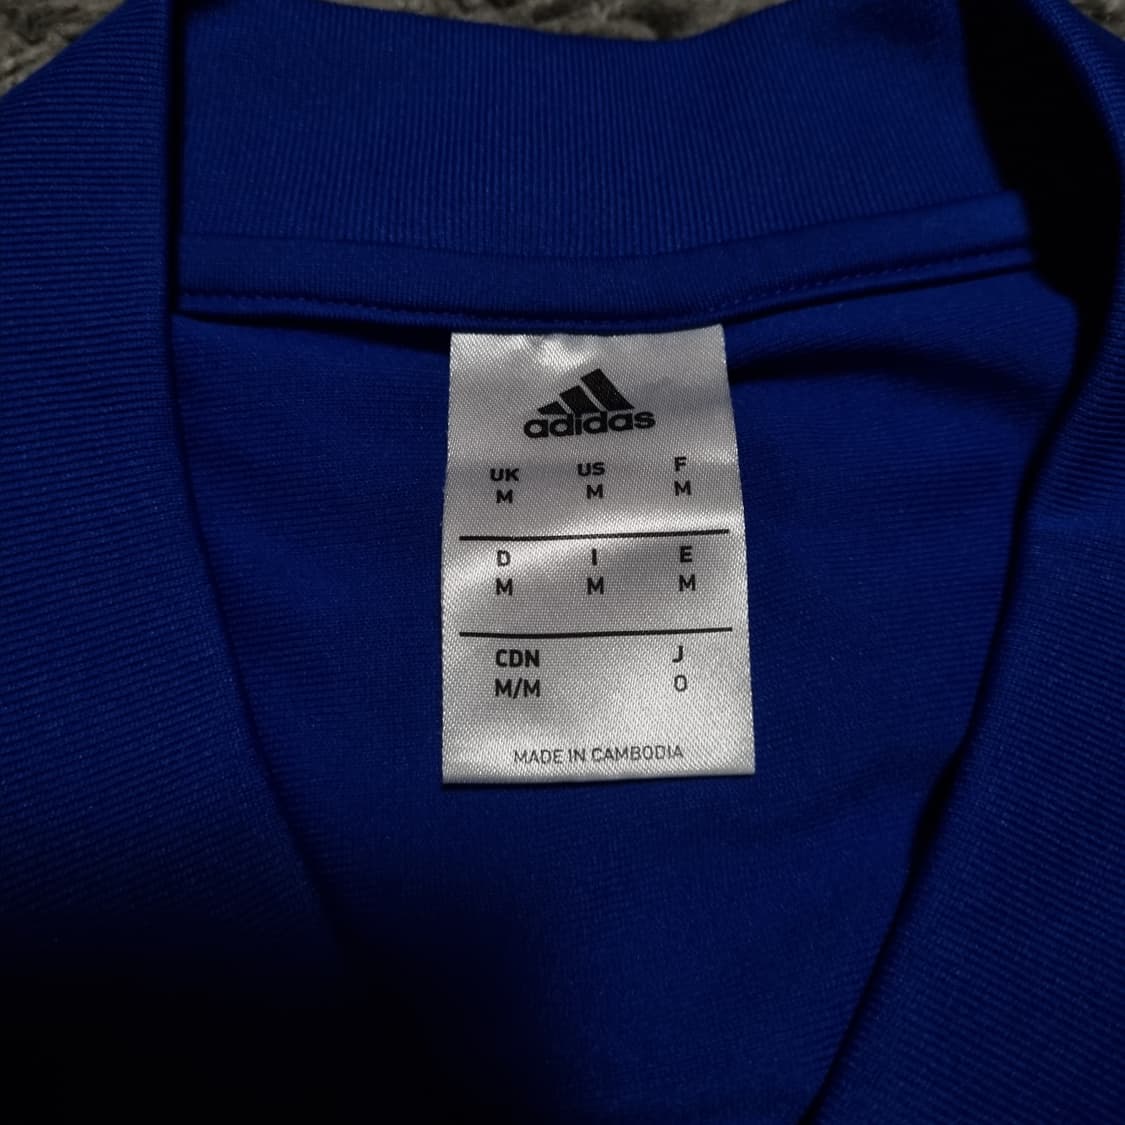 adidas
UK US F
M M M
D I E
M M M
CDN J
M/M O
MADE IN CAMBODIA